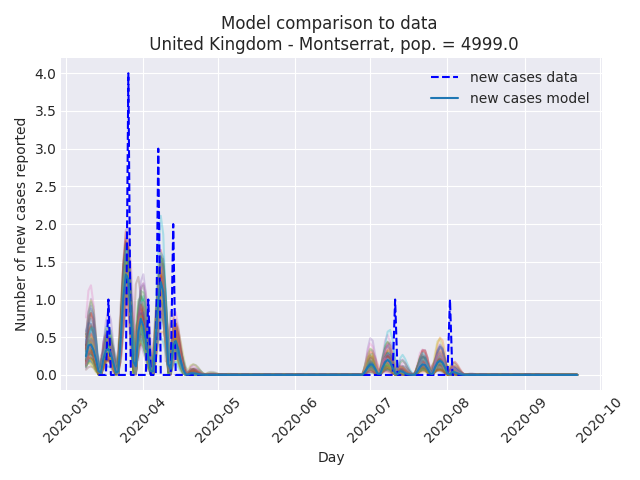 Model comparison to data
United Kingdom - Montserrat, pop. = 4999.0
new cases data
new cases model
Number of new cases reported
4.0
3.5
3.0
2.5
2.0
1.5
1.0
0.5
0.0
2020-03
2020-04
2020-05
2020-06
2020-07
2020-08
2020-09
2020-10
Day